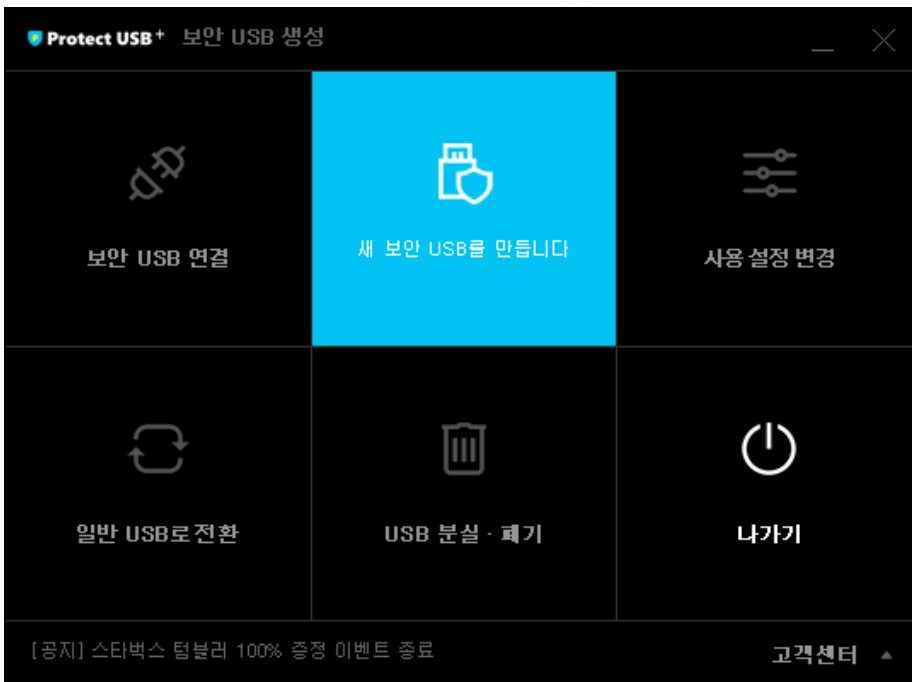 Protect USB+ 보안 USB 생성
보안 USB 연결
새 보안 USB를 만듭니다
사용 설정 변경
일반 USB로 전환
USB 분실 · 폐기
나가기
[공지] 스타벅스 텀블러 100% 증정 이벤트 종료
고객센터